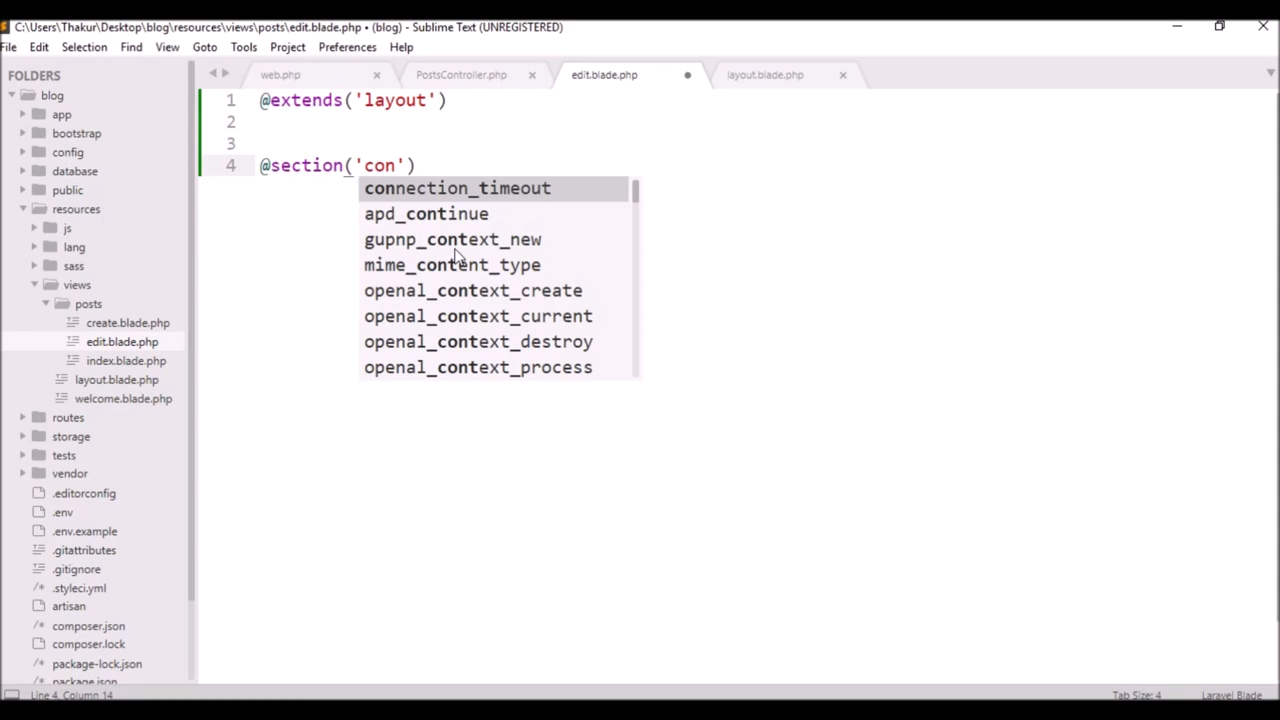 C:\Users\Thakur\Desktop\blog\resources\views\posts\edit.blade.php • (blog) - Sublime Text (UNREGISTERED)
File Edit Selection Find View Goto Tools Project Preferences Help
FOLDERS
blog
app
bootstrap
config
database
public
resources
js
lang
sass
views
posts
create.blade.php
edit.blade.php
index.blade.php
layout.blade.php
welcome.blade.php
routes
storage
tests
vendor
.editorconfig
.env
.env.example
.gitattributes
.gitignore
.styleci.yml
artisan
composer.json
composer.lock
package-lock.json
package.json
web.php PostsController.php edit.blade.php layout.blade.php
1 @extends('layout')
2
3
4 @section('con')
connection_timeout
apd_continue
gupnp_context_new
mime_content_type
openal_context_create
openal_context_current
openal_context_destroy
openal_context_process
Line 4, Column 14 Tab Size: 4 Laravel Blade